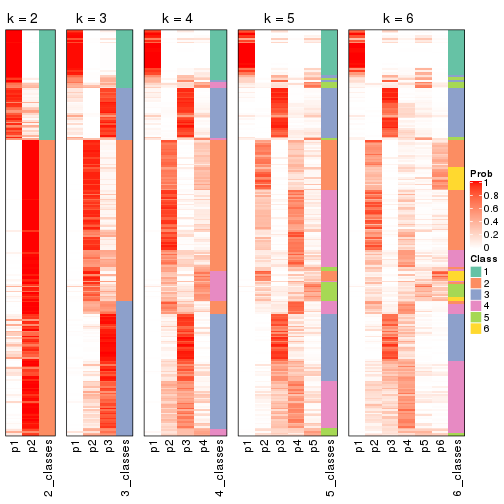 k = 2
k = 3
k = 4
k = 5
k = 6
Prob
1
0.8
0.6
0.4
0.2
0
Class
1
2
3
4
5
6
p1
p2
2_classes
p1
p2
p3
3_classes
p1
p2
p3
p4
4_classes
p1
p2
p3
p4
p5
5_classes
p1
p2
p3
p4
p5
p6
6_classes